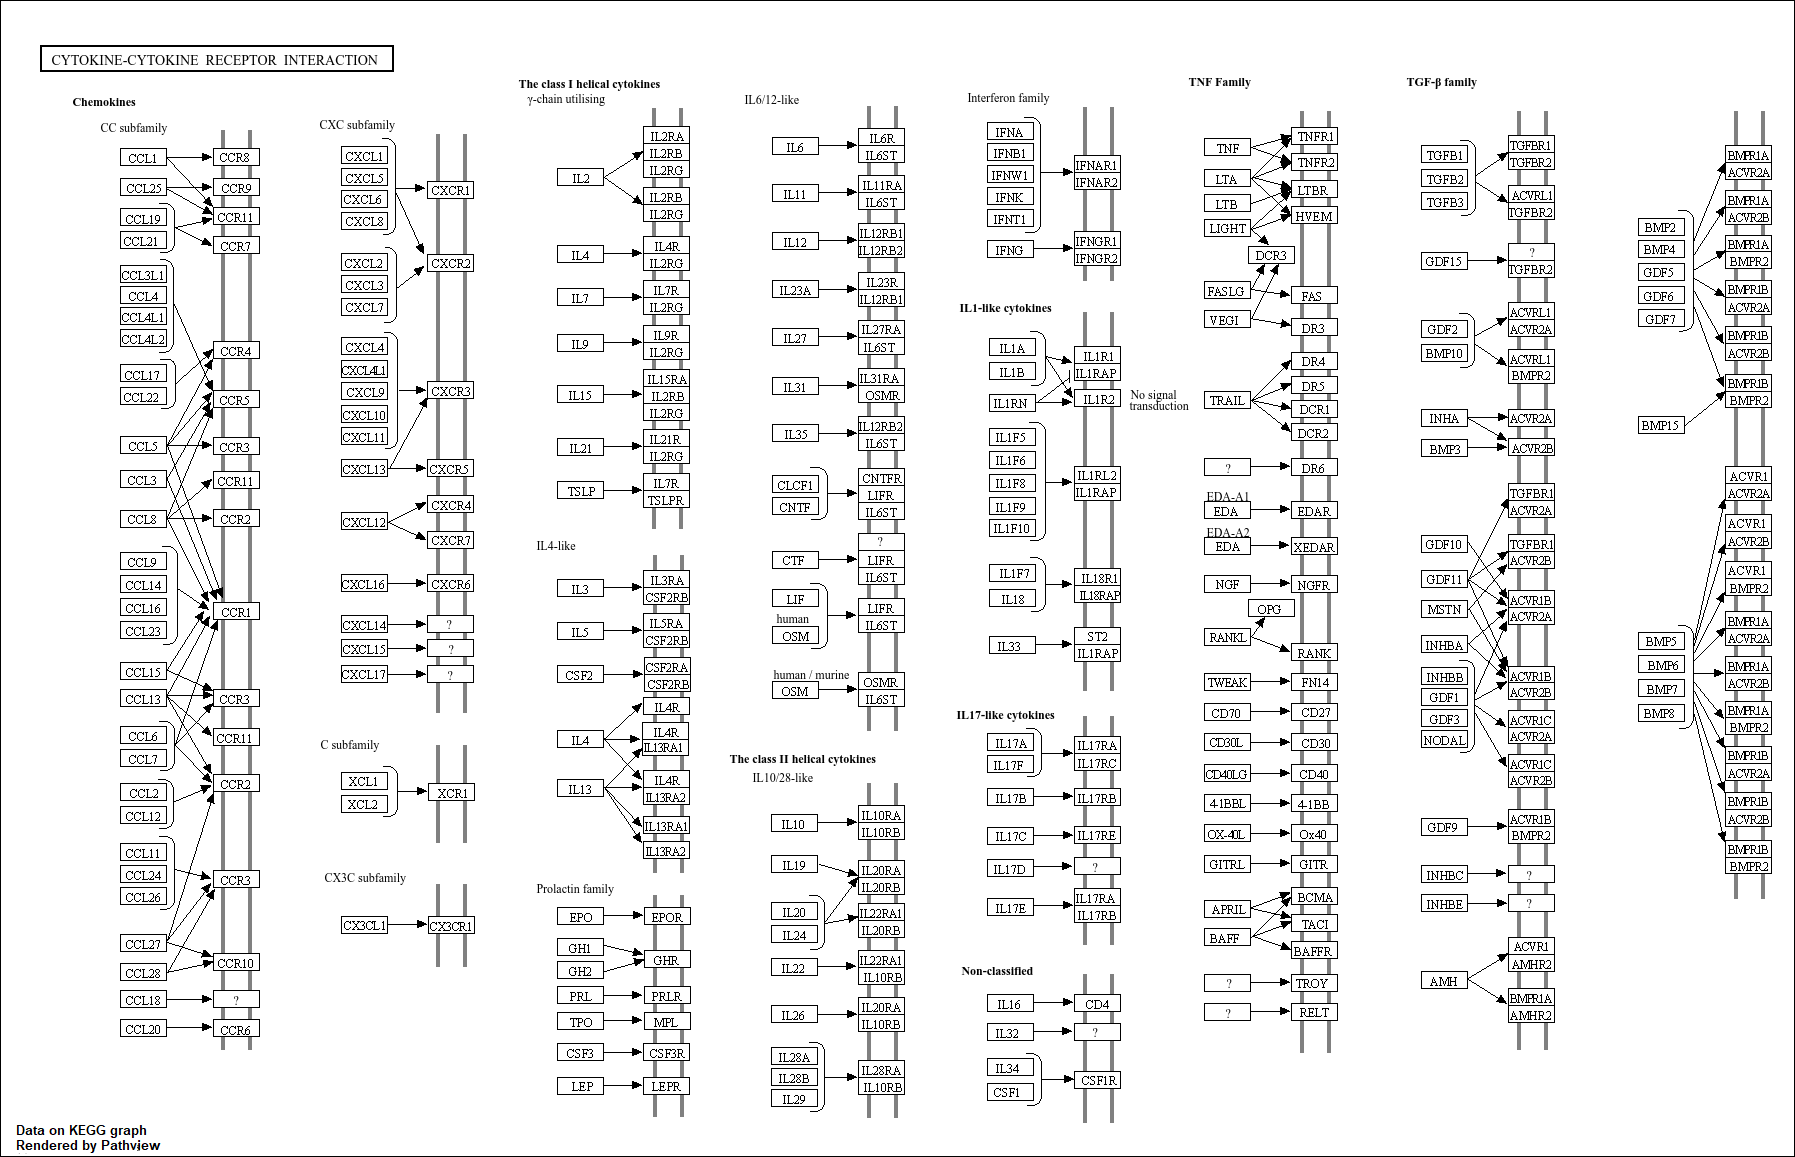 CYTOKINE-CYTOKINE RECEPTOR INTERACTION
Chemokines
CC subfamily
CCL1
CCR8
CCL25
CCR9
CCL19
CCR11
CCL21
CCR7
CCL3L1
CCL4
CCL4L1
CCL4L2
CCR4
CCL17
CCL22
CCR5
CCL5
CCR3
CCL3
CCR11
CCL8
CCR2
CCL9
CCL14
CCL16
CCR1
CCL23
CCL15
CCL13
CCR3
CCL6
CCR11
CCL7
CCR2
CCL2
CCL12
CCL11
CCL24
CCR3
CCL26
CCL27
CCR10
CCL28
CCL18
?
CCL20
CCR6
CXC subfamily
CXCL1
CXCL5
CXCR1
CXCL6
CXCL8
CXCL2
CXCR2
CXCL3
CXCL7
CXCL4
CXCL4L1
CXCL9
CXCR3
CXCL10
CXCL11
CXCL13
CXCR5
CXCR4
CXCL12
CXCR7
CXCL16
CXCR6
CXCL14
?
CXCL15
?
CXCL17
?
C subfamily
XCL1
XCR1
XCL2
CX3C subfamily
CX3CL1
CX3CR1
The class I helical cytokines
γ-chain utilising
IL2RA
IL2RB
IL2RG
IL2
IL2RB
IL2RG
IL4
IL4R
IL2RG
IL7
IL7R
IL2RG
IL9
IL9R
IL2RG
IL15
IL15RA
IL2RB
IL2RG
IL21
IL21R
IL2RG
TSLP
IL7R
TSLPR
IL4-like
IL3
IL3RA
CSF2RB
IL5
IL5RA
CSF2RB
CSF2
CSF2RA
CSF2RB
IL4R
IL4
IL4R
IL13RA1
IL13
IL4R
IL13RA2
IL13RA1
IL13RA2
Prolactin family
EPO
EPOR
GH1
GHR
GH2
PRL
PRLR
TPO
MPL
CSF3
CSF3R
LEP
LEPR
IL6/12-like
IL6
IL6R
IL6ST
IL11
IL11RA
IL6ST
IL12
IL12RB1
IL12RB2
IL23A
IL23R
IL12RB1
IL27
IL27RA
IL6ST
IL31
IL31RA
OSMR
IL35
IL12RB2
IL6ST
CLCF1
CNTF
CNTFR
LIFR
IL6ST
CTF
?
LIFR
IL6ST
LIF
human
OSM
LIFR
IL6ST
human / murine
OSM
OSMR
IL6ST
The class II helical cytokines
IL10/28-like
IL10
IL10RA
IL10RB
IL19
IL20RA
IL20RB
IL20
IL24
IL22RA1
IL20RB
IL22
IL22RA1
IL10RB
IL26
IL20RA
IL10RB
IL28A
IL28B
IL29
IL28RA
IL10RB
Interferon family
IFNA
IFNB1
IFNW1
IFNK
IFNT1
IFNAR1
IFNAR2
IFNG
IFNGR1
IFNGR2
IL1-like cytokines
IL1A
IL1B
IL1R1
IL1RAP
IL1RN
IL1R2
No signal
transduction
IL1F5
IL1F6
IL1F8
IL1F9
IL1F10
IL1RL2
IL1RAP
IL1F7
IL18
IL18R1
IL18RAP
IL33
ST2
IL1RAP
IL17-like cytokines
IL17A
IL17F
IL17RA
IL17RC
IL17B
IL17RB
IL17C
IL17RE
IL17D
?
IL17E
IL17RA
IL17RB
Non-classified
IL16
CD4
IL32
?
IL34
CSF1
CSF1R
TNF Family
TNF
TNFR1
TNFR2
LTA
LTBR
LTB
HVEM
LIGHT
DCR3
FASLG
FAS
VEGI
DR3
DR4
DR5
TRAIL
DCR1
DCR2
?
DR6
EDA-A1
EDA
EDAR
EDA-A2
EDA
XEDAR
NGF
NGFR
OPG
RANKL
RANK
TWEAK
FN14
CD70
CD27
CD30L
CD30
CD40LG
CD40
4-1BBL
4-1BB
OX-40L
Ox40
GITRL
GITR
BCMA
APRIL
TACI
BAFF
BAFFR
?
TROY
?
RELT
TGF-β family
TGFB1
TGFB2
TGFB3
TGFBR1
TGFBR2
ACVRL1
TGFBR2
GDF15
?
TGFBR2
GDF2
BMP10
ACVRL1
ACVR2A
ACVRL1
BMPR2
INHA
ACVR2A
BMP3
ACVR2B
TGFBR1
ACVR2A
GDF10
TGFBR1
ACVR2B
GDF11
MSTN
ACVR1B
ACVR2A
INHBA
INHBB
GDF1
GDF3
NODAL
ACVR1B
ACVR2B
ACVR1C
ACVR2A
ACVR1C
ACVR2B
GDF9
ACVR1B
BMPR2
INHBC
?
INHBE
?
AMH
ACVR1
AMHR2
BMPR1A
AMHR2
BMP2
BMP4
GDF5
GDF6
GDF7
BMPR1A
ACVR2A
BMPR1A
ACVR2B
BMPR1A
BMPR2
BMPR1B
ACVR2A
BMPR1B
ACVR2B
BMPR1B
BMPR2
BMP15
BMP5
BMP6
BMP7
BMP8
ACVR1
ACVR2A
ACVR1
ACVR2B
ACVR1
BMPR2
BMPR1A
ACVR2A
BMPR1A
ACVR2B
BMPR1A
BMPR2
BMPR1B
ACVR2A
BMPR1B
ACVR2B
BMPR1B
BMPR2
Data on KEGG graph
Rendered by Pathview